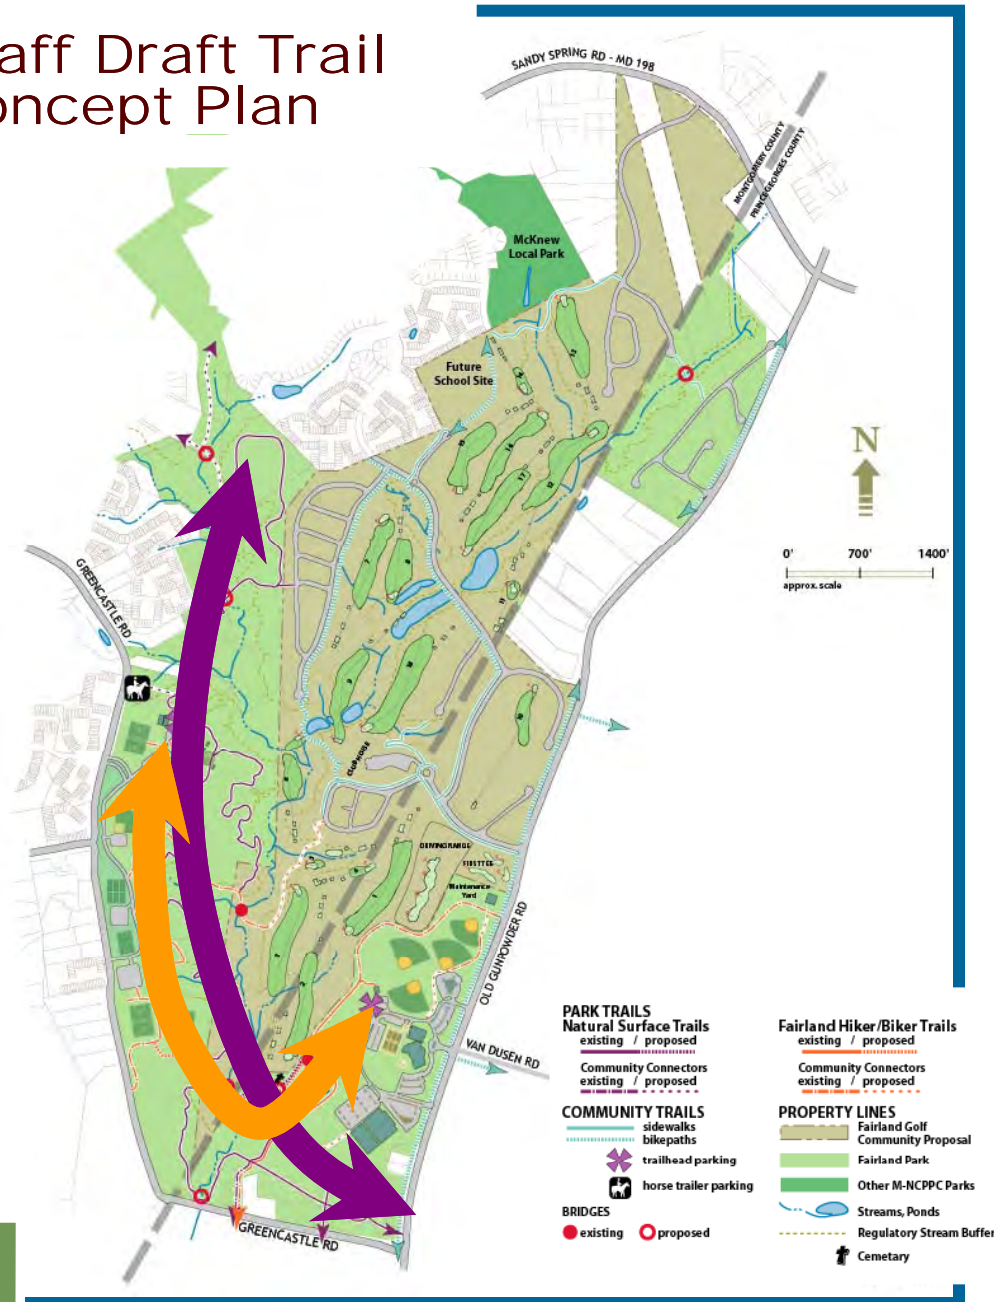 aff Draft Trail
oncept Plan
SANDY SPRING RD - MD 198
MONTGOMERY COUNTY
PRINCE GEORGES COUNTY
McKnew
Local Park
Future
School Site
N
0' 700' 1400'
approx. scale
GREENCASTLE RD
CLUBHOUSE
DRIVING RANGE
FIRST TEE
Maintenance
Yard
OLD GUNPOWDER RD
VAN DUSEN RD
GREENCASTLE RD
PARK TRAILS
Natural Surface Trails
existing / proposed
Community Connectors
existing / proposed
COMMUNITY TRAILS
sidewalks
bikepaths
trailhead parking
horse trailer parking
BRIDGES
existing proposed
Fairland Hiker/Biker Trails
existing / proposed
Community Connectors
existing / proposed
PROPERTY LINES
Fairland Golf
Community Proposal
Fairland Park
Other M-NCPPC Parks
Streams, Ponds
Regulatory Stream Buffer
Cemetary